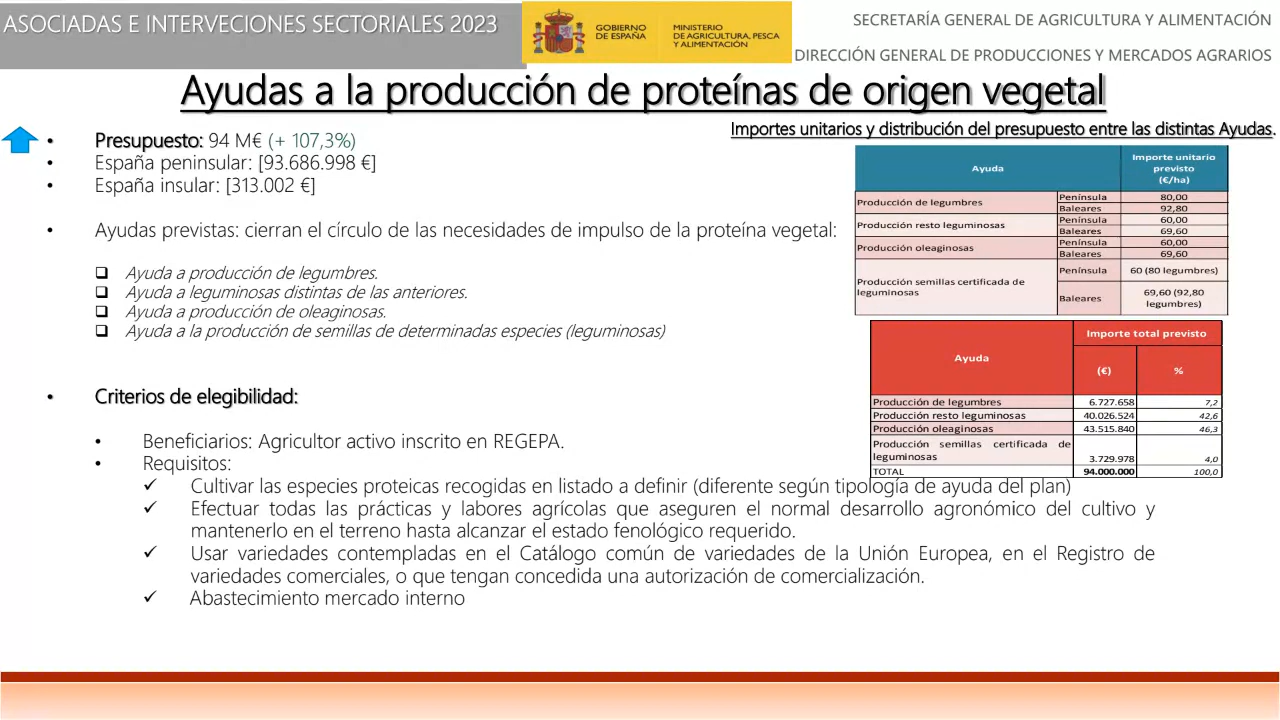 ASOCIADAS E INTERVECIONES SECTORIALES 2023
GOBIERNO
DE ESPAÑA
MINISTERIO
DE AGRICULTURA, PESCA
Y ALIMENTACIÓN
SECRETARÍA GENERAL DE AGRICULTURA Y ALIMENTACIÓN
DIRECCIÓN GENERAL DE PRODUCCIONES Y MERCADOS AGRARIOS
Ayudas a la producción de proteínas de origen vegetal
• Presupuesto: 94 M€ (+ 107,3%)
• España peninsular: [93.686.998 €]
• España insular: [313.002 €]
• Ayudas previstas: cierran el círculo de las necesidades de impulso de la proteína vegetal:
❑ Ayuda a producción de legumbres.
❑ Ayuda a leguminosas distintas de las anteriores.
❑ Ayuda a producción de oleaginosas.
❑ Ayuda a la producción de semillas de determinadas especies (leguminosas)
Importes unitarios y distribución del presupuesto entre las distintas Ayudas.
Ayuda
Importe unitario
previsto
(€/ha)
Producción de legumbres
Península 80,00
Baleares 92,80
Producción resto leguminosas
Península 60,00
Baleares 69,60
Producción oleaginosas
Península 60,00
Baleares 69,60
Producción semillas certificada de
leguminosas
Península 60 (80 legumbres)
Baleares 69,60 (92,80
legumbres)
Ayuda
Importe total previsto
(€) %
Producción de legumbres 6.727.658 7,2
Producción resto leguminosas 40.026.524 42,6
Producción oleaginosas 43.515.840 46,3
Producción semillas certificada de
leguminosas 3.729.978 4,0
TOTAL 94.000.000 100,0
• Criterios de elegibilidad:
• Beneficiarios: Agricultor activo inscrito en REGEPA.
• Requisitos:
✓ Cultivar las especies proteicas recogidas en listado a definir (diferente según tipología de ayuda del plan)
✓ Efectuar todas las prácticas y labores agrícolas que aseguren el normal desarrollo agronómico del cultivo y
mantenerlo en el terreno hasta alcanzar el estado fenológico requerido.
✓ Usar variedades contempladas en el Catálogo común de variedades de la Unión Europea, en el Registro de
variedades comerciales, o que tengan concedida una autorización de comercialización.
✓ Abastecimiento mercado interno